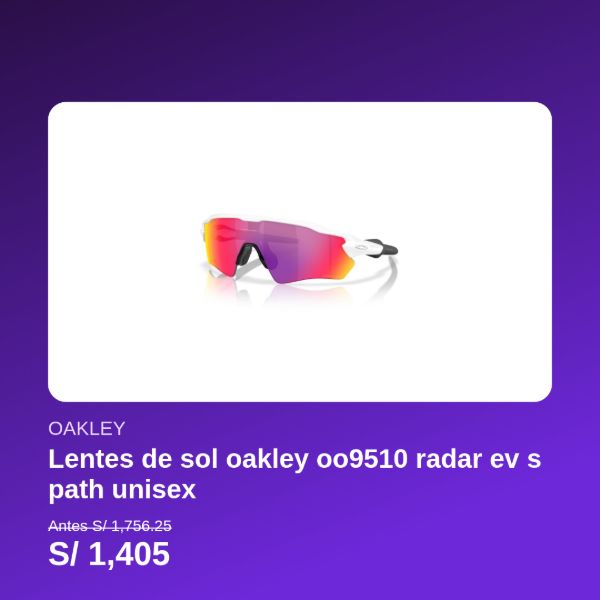 OAKLEY
Lentes de sol oakley oo9510 radar ev s
path unisex
Antes S/ 1,756.25
S/ 1,405